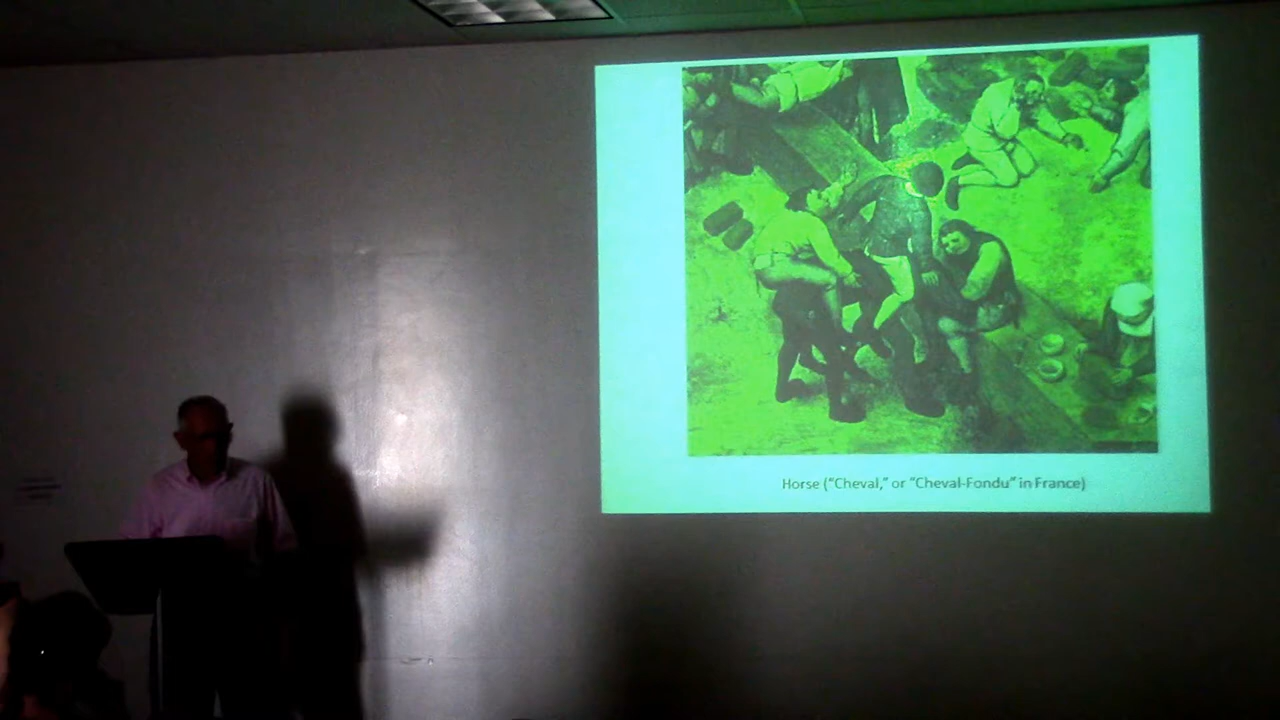 Horse ("Cheval," or "Cheval-Fondu" in France)